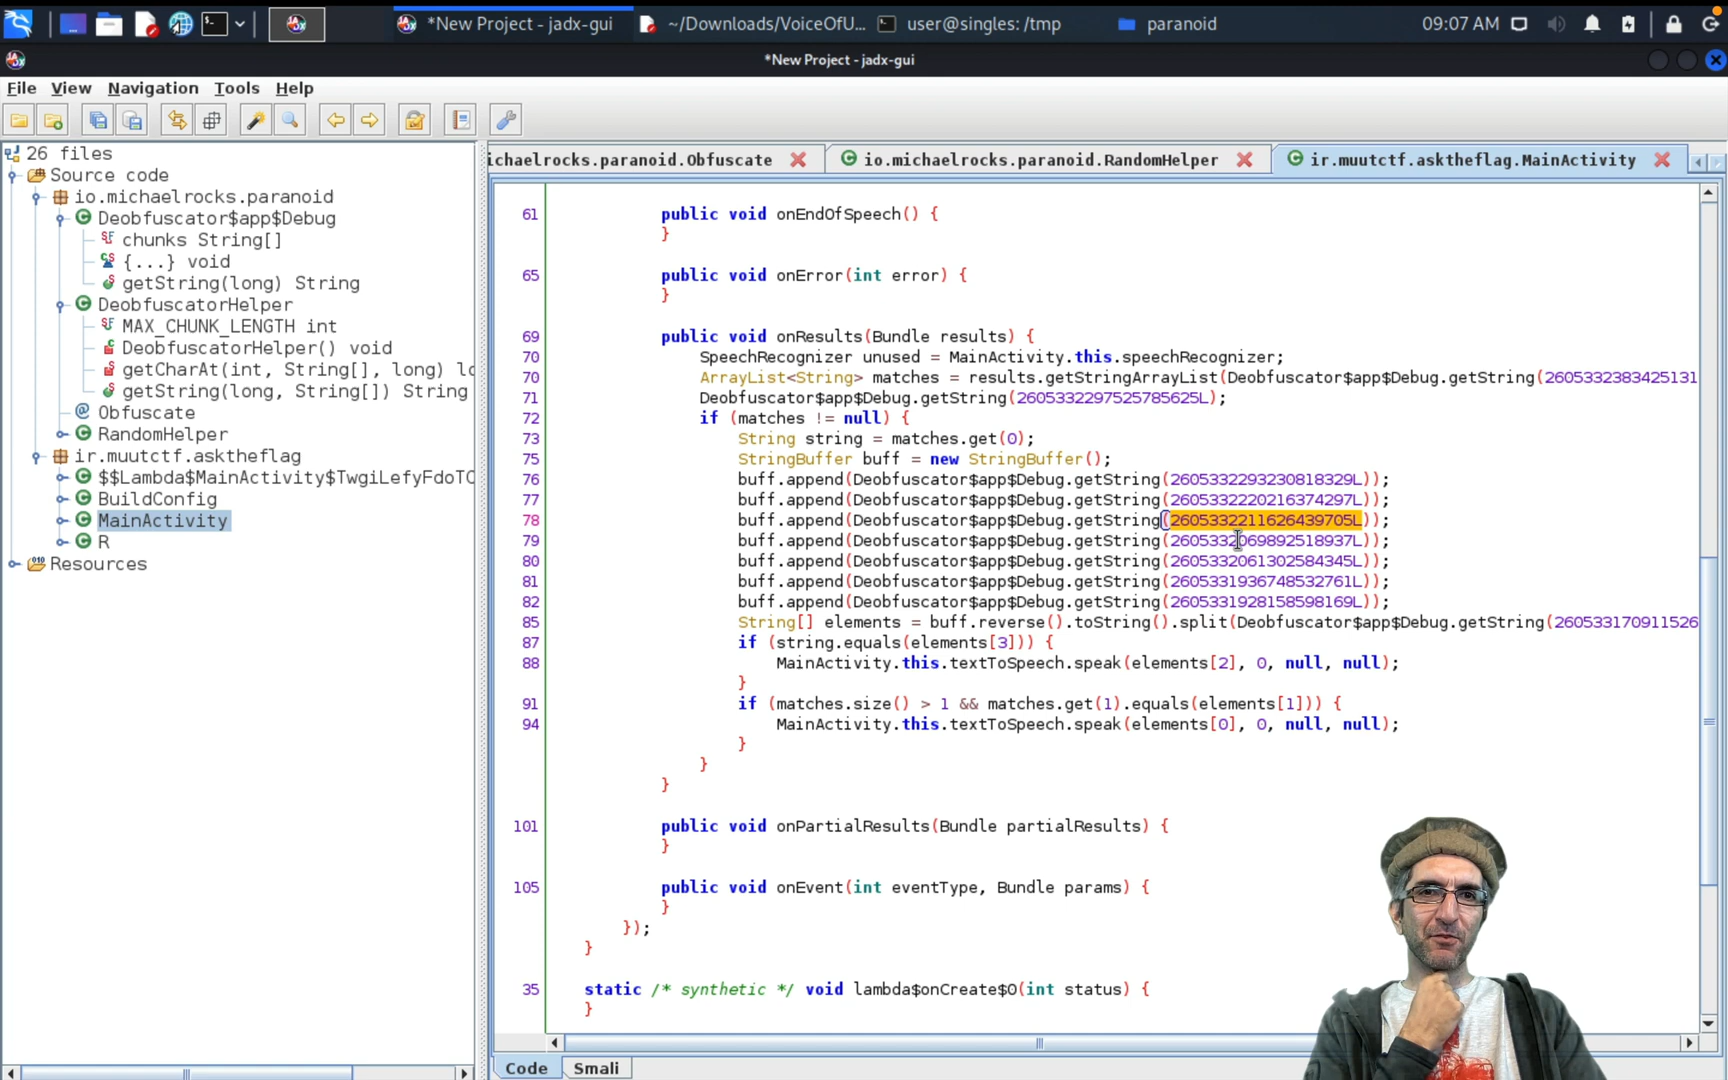 *New Project - jadx-gui
~/Downloads/VoiceOfU...
user@singles: /tmp
paranoid
09:07 AM
*New Project - jadx-gui
File View Navigation Tools Help
26 files
Source code
io.michaelrocks.paranoid
Deobfuscator$app$Debug
chunks String[]
{...} void
getString(long) String
DeobfuscatorHelper
MAX_CHUNK_LENGTH int
DeobfuscatorHelper() void
getCharAt(int, String[], long) lo
getString(long, String[]) String
Obfuscate
RandomHelper
ir.muutctf.asktheflag
$$Lambda$MainActivity$TwgiLefyFdoTO
BuildConfig
MainActivity
R
Resources
ichaelrocks.paranoid.Obfuscate
io.michaelrocks.paranoid.RandomHelper
ir.muutctf.asktheflag.MainActivity
61 public void onEndOfSpeech() {
}
65 public void onError(int error) {
}
69 public void onResults(Bundle results) {
70 SpeechRecognizer unused = MainActivity.this.speechRecognizer;
70 ArrayList<String> matches = results.getStringArrayList(Deobfuscator$app$Debug.getString(2605332383425131
71 Deobfuscator$app$Debug.getString(2605332297525785625L);
72 if (matches != null) {
73 String string = matches.get(0);
75 StringBuffer buff = new StringBuffer();
76 buff.append(Deobfuscator$app$Debug.getString(2605332293230818329L));
77 buff.append(Deobfuscator$app$Debug.getString(2605332220216374297L));
78 buff.append(Deobfuscator$app$Debug.getString(2605332211626439705L));
79 buff.append(Deobfuscator$app$Debug.getString(2605332069892518937L));
80 buff.append(Deobfuscator$app$Debug.getString(2605332061302584345L));
81 buff.append(Deobfuscator$app$Debug.getString(2605331936748532761L));
82 buff.append(Deobfuscator$app$Debug.getString(2605331928158598169L));
85 String[] elements = buff.reverse().toString().split(Deobfuscator$app$Debug.getString(260533170911526
87 if (string.equals(elements[3])) {
88 MainActivity.this.textToSpeech.speak(elements[2], 0, null, null);
}
91 if (matches.size() > 1 && matches.get(1).equals(elements[1])) {
94 MainActivity.this.textToSpeech.speak(elements[0], 0, null, null);
}
}
}
101 public void onPartialResults(Bundle partialResults) {
}
105 public void onEvent(int eventType, Bundle params) {
}
});
}
35 static /* synthetic */ void lambda$onCreate$0(int status) {
}
Code Smali